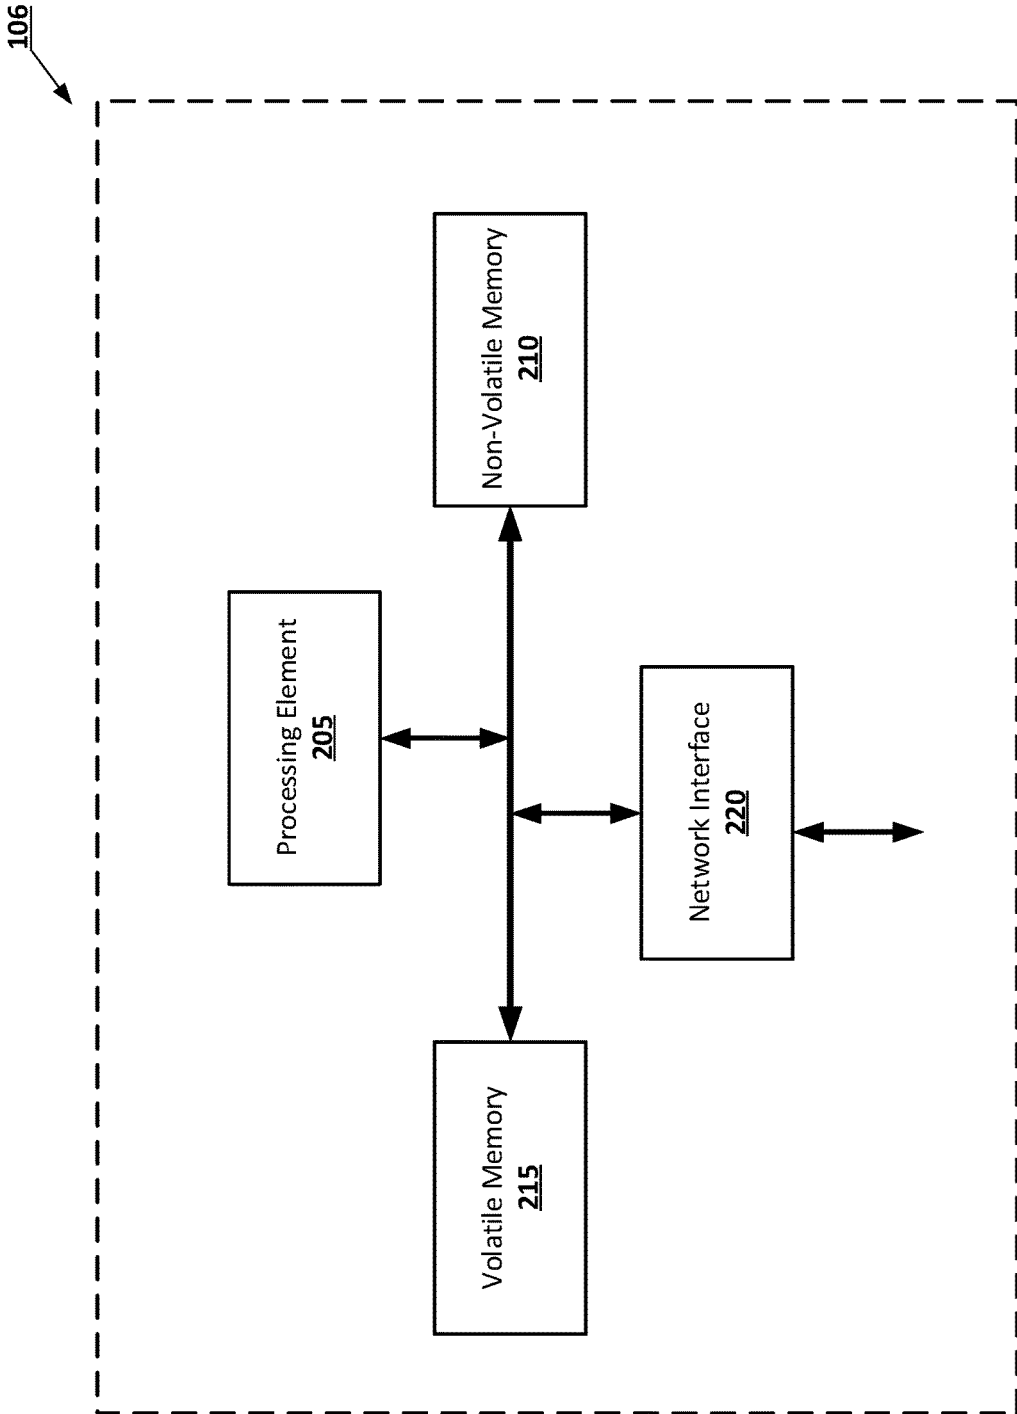 106
Processing Element
205
Volatile Memory
215
Non-Volatile Memory
210
Network Interface
220